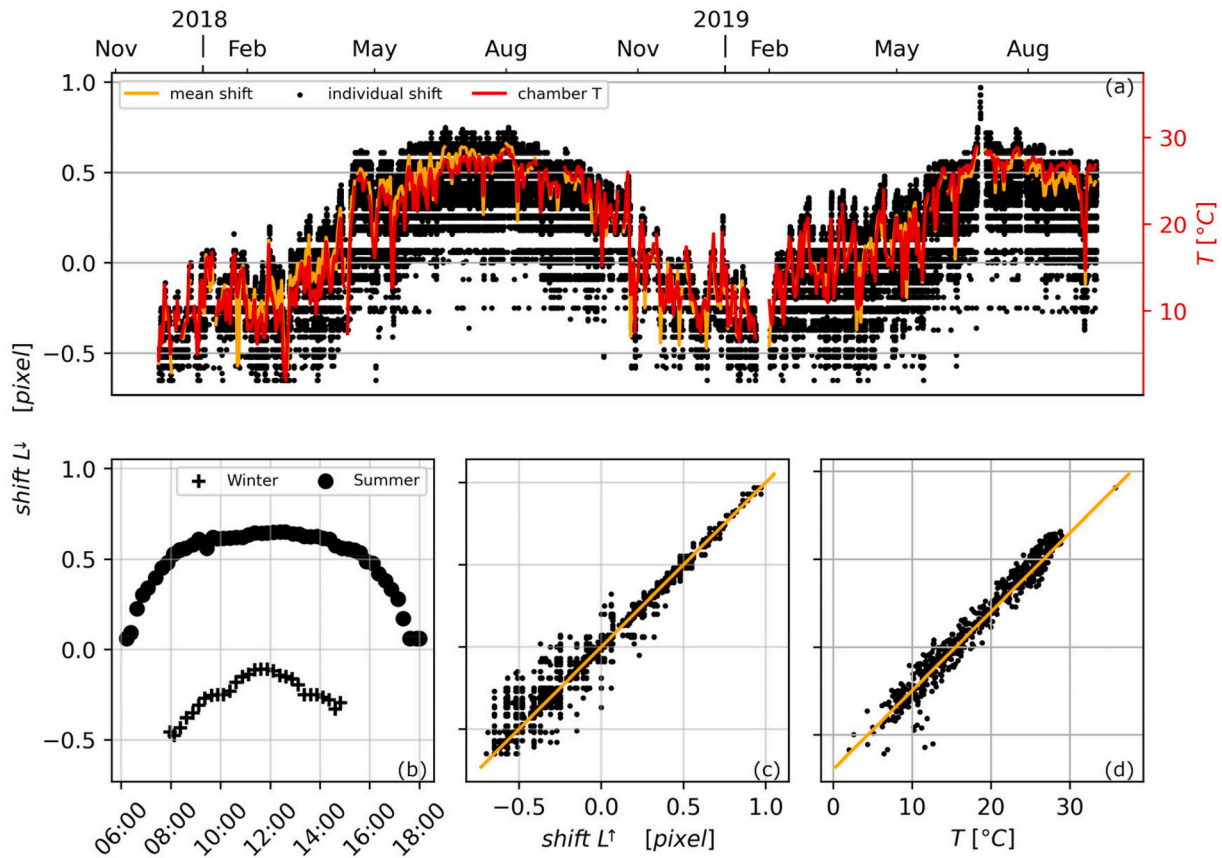 2018 2019
Nov Feb May Aug Nov Feb May Aug
mean shift individual shift chamber T (a)
1.0
0.5
0.0
−0.5
30
20
10
T [°C]
shift L↓ [pixel]
Winter Summer
1.0
0.5
0.0
−0.5
(b) (c) (d)
06:00 08:00 10:00 12:00 14:00 16:00 18:00
−0.5 0.0 0.5 1.0
0 10 20 30
shift L↑ [pixel]
T [°C]